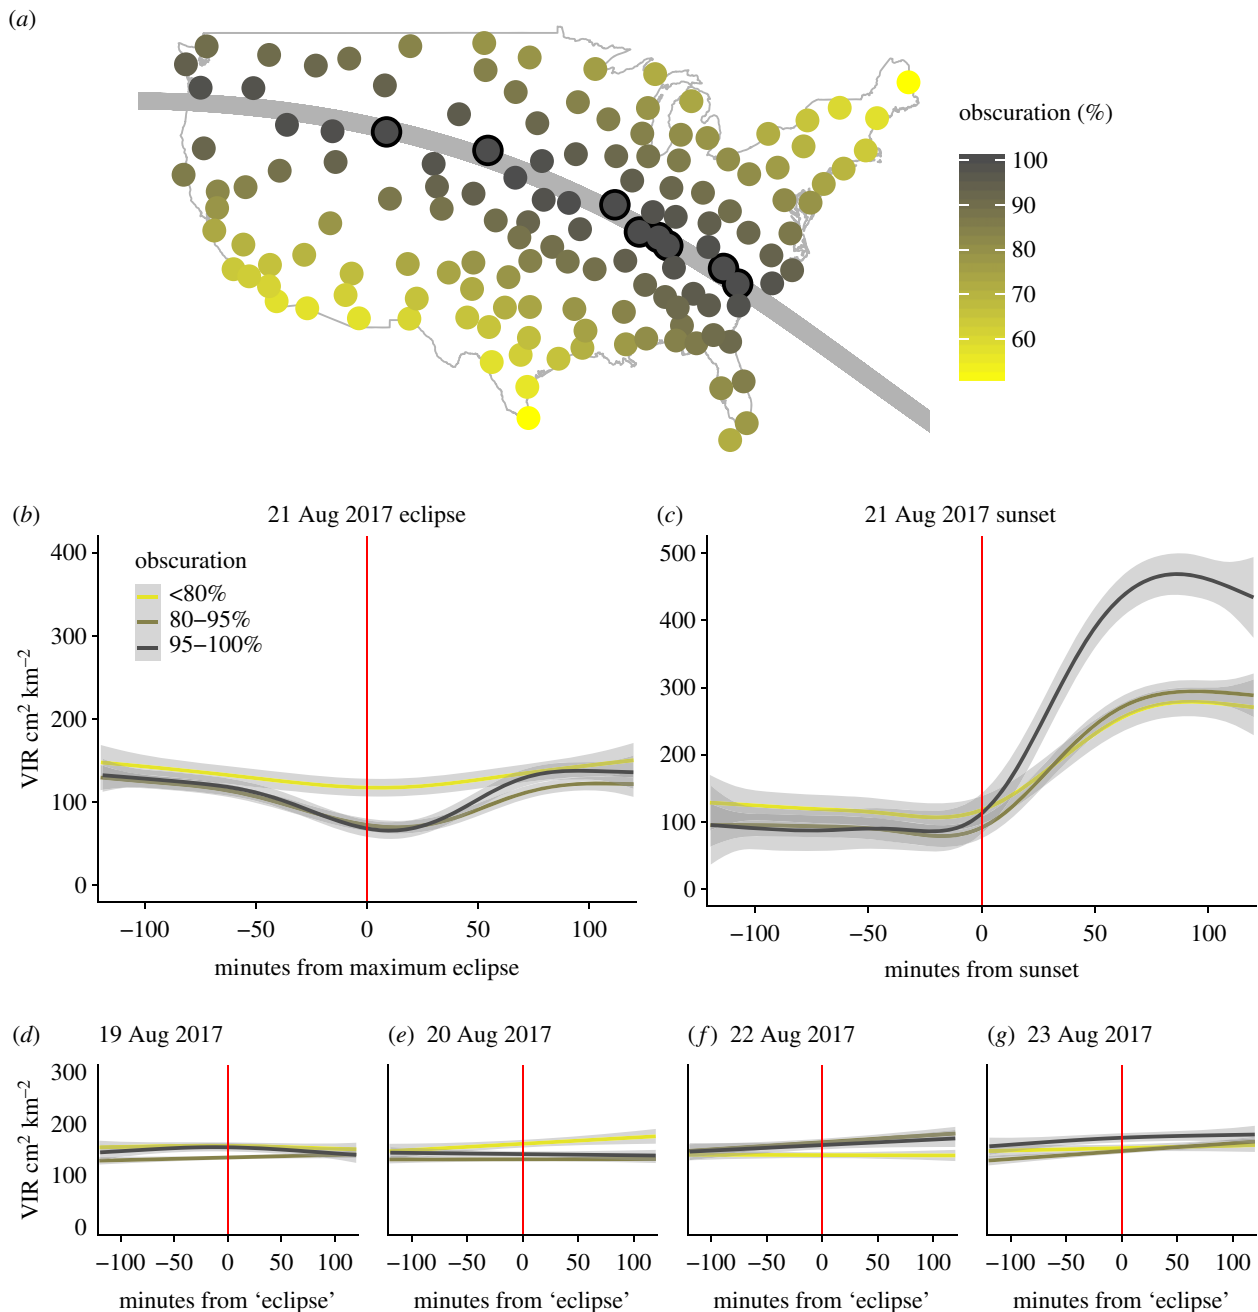 (a)
obscuration (%)
100
90
80
70
60
(b)
21 Aug 2017 eclipse
VIR cm² km⁻²
400
300
200
100
0
obscuration
<80%
80–95%
95–100%
−100
−50
0
50
100
minutes from maximum eclipse
(c)
21 Aug 2017 sunset
500
400
300
200
100
0
−100
−50
0
50
100
minutes from sunset
(d)
19 Aug 2017
VIR cm² km⁻²
300
200
100
0
−100
−50
0
50
100
minutes from ‘eclipse’
(e) 20 Aug 2017
−100
−50
0
50
100
minutes from ‘eclipse’
(f) 22 Aug 2017
−100
−50
0
50
100
minutes from ‘eclipse’
(g) 23 Aug 2017
−100
−50
0
50
100
minutes from ‘eclipse’